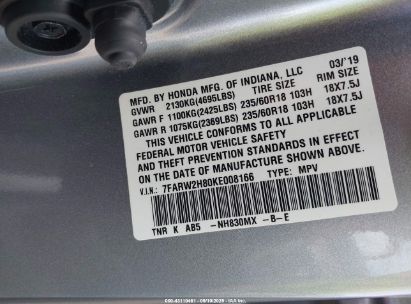 MFD. BY HONDA MFG. OF INDIANA, LLC 03/'19
GVWR 2130KG(4695LBS) TIRE SIZE RIM SIZE
GAWR F 1100KG(2425LBS) 235/60R18 103H 18X7.5J
GAWR R 1075KG(2369LBS) 235/60R18 103H 18X7.5J
THIS VEHICLE CONFORMS TO ALL APPLICABLE
FEDERAL MOTOR VEHICLE SAFETY
AND THEFT PREVENTION STANDARDS IN EFFECT
ON THE DATE OF MANUFACTURE SHOWN ABOVE.
V.I.N.: 7FARW2H80KE008166 TYPE: MPV
TNR K AB5 -NH830MX -B-E